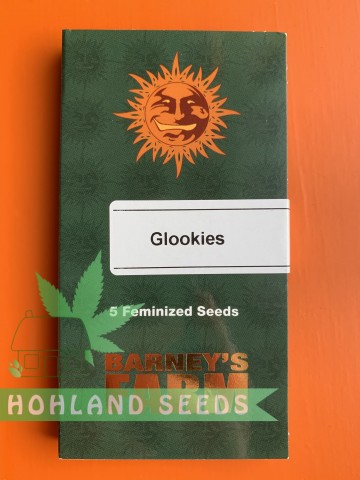 Glookies
5 Feminized Seeds
BARNEY'S
FARM
HOHLAND SEEDS